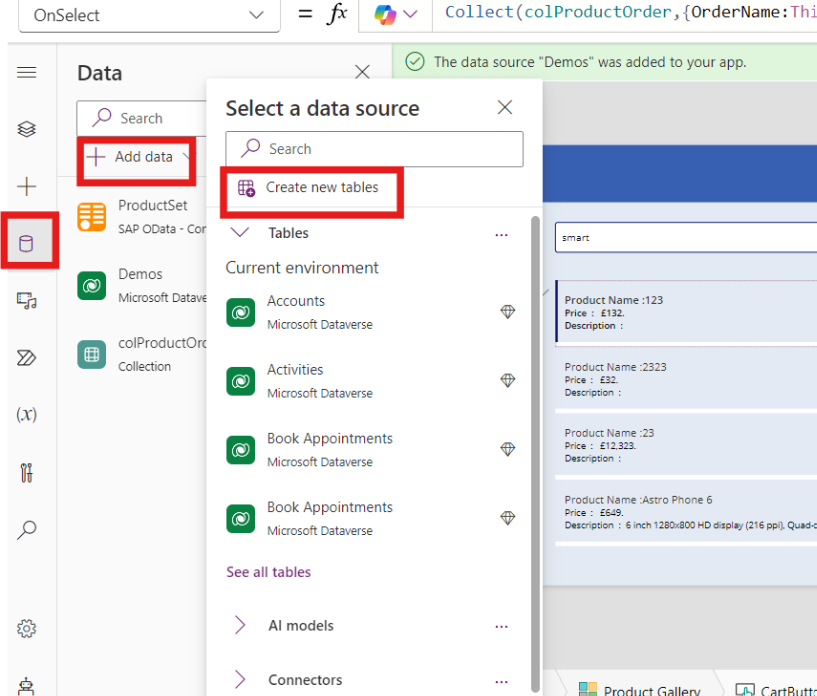 OnSelect
= fx
Collect(colProductOrder,{OrderName:Thi
Data
The data source "Demos" was added to your app.
Search
Add data
ProductSet
SAP OData - Cor
Demos
Microsoft Datave
colProductOrd
Collection
(x)
Select a data source
Search
Create new tables
Tables
...
Current environment
Accounts
Microsoft Dataverse
Activities
Microsoft Dataverse
Book Appointments
Microsoft Dataverse
Book Appointments
Microsoft Dataverse
See all tables
AI models
...
Connectors
...
smart
Product Name :123
Price : £132.
Description :
Product Name :2323
Price : £32.
Description :
Product Name :23
Price : £12,323.
Description :
Product Name :Astro Phone 6
Price : £649.
Description : 6 inch 1280x800 HD display (216 ppi), Quad-c
Product Gallery
CartButto